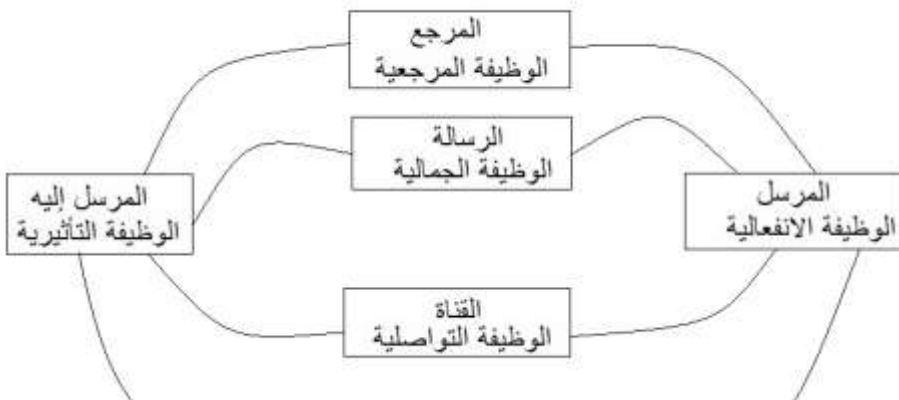 المرجع
الوظيفة المرجعية
الرسالة
الوظيفة الجمالية
المرسل
الوظيفة الانفعالية
المرسل إليه
الوظيفة التأثيرية
القناة
الوظيفة التواصلية